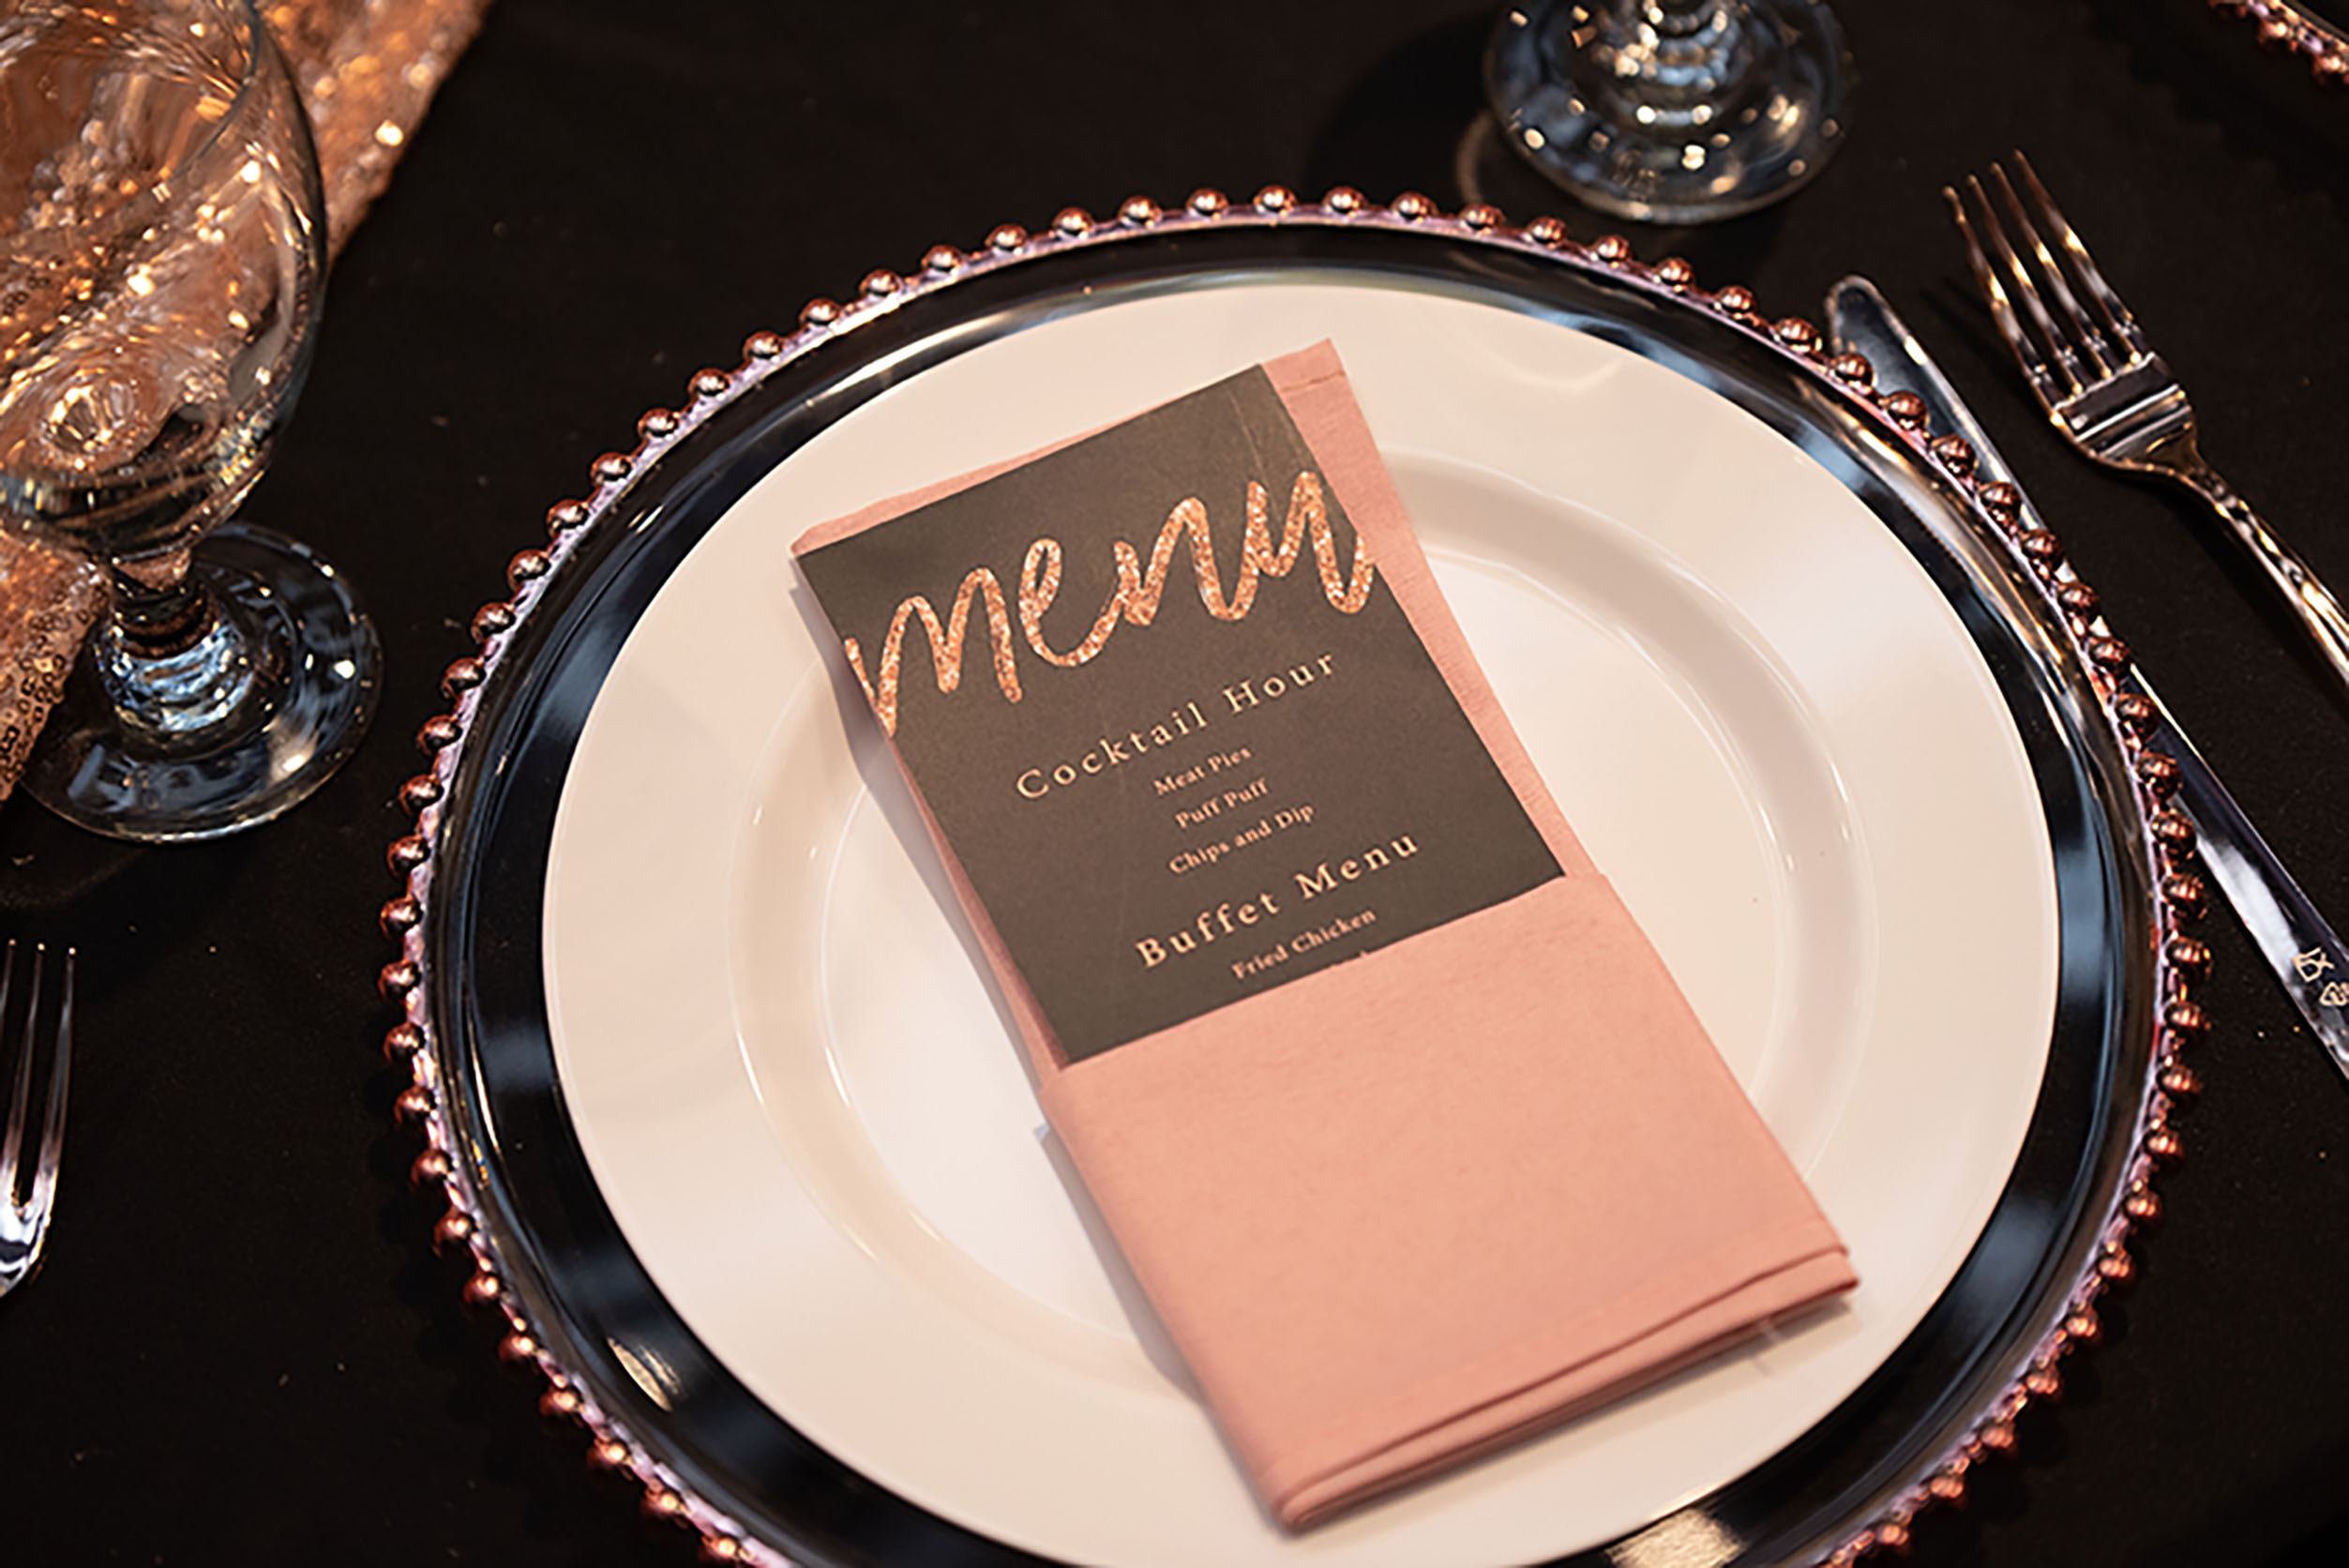 menu
Cocktail Hour
Meat Pies
Puff Puff
Chips and Dip
Buffet Menu
Fried Chicken